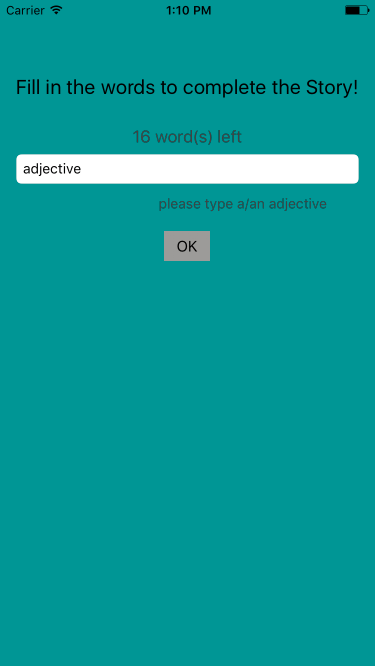 Carrier 1:10 PM
Fill in the words to complete the Story!
16 word(s) left
adjective
please type a/an adjective
OK